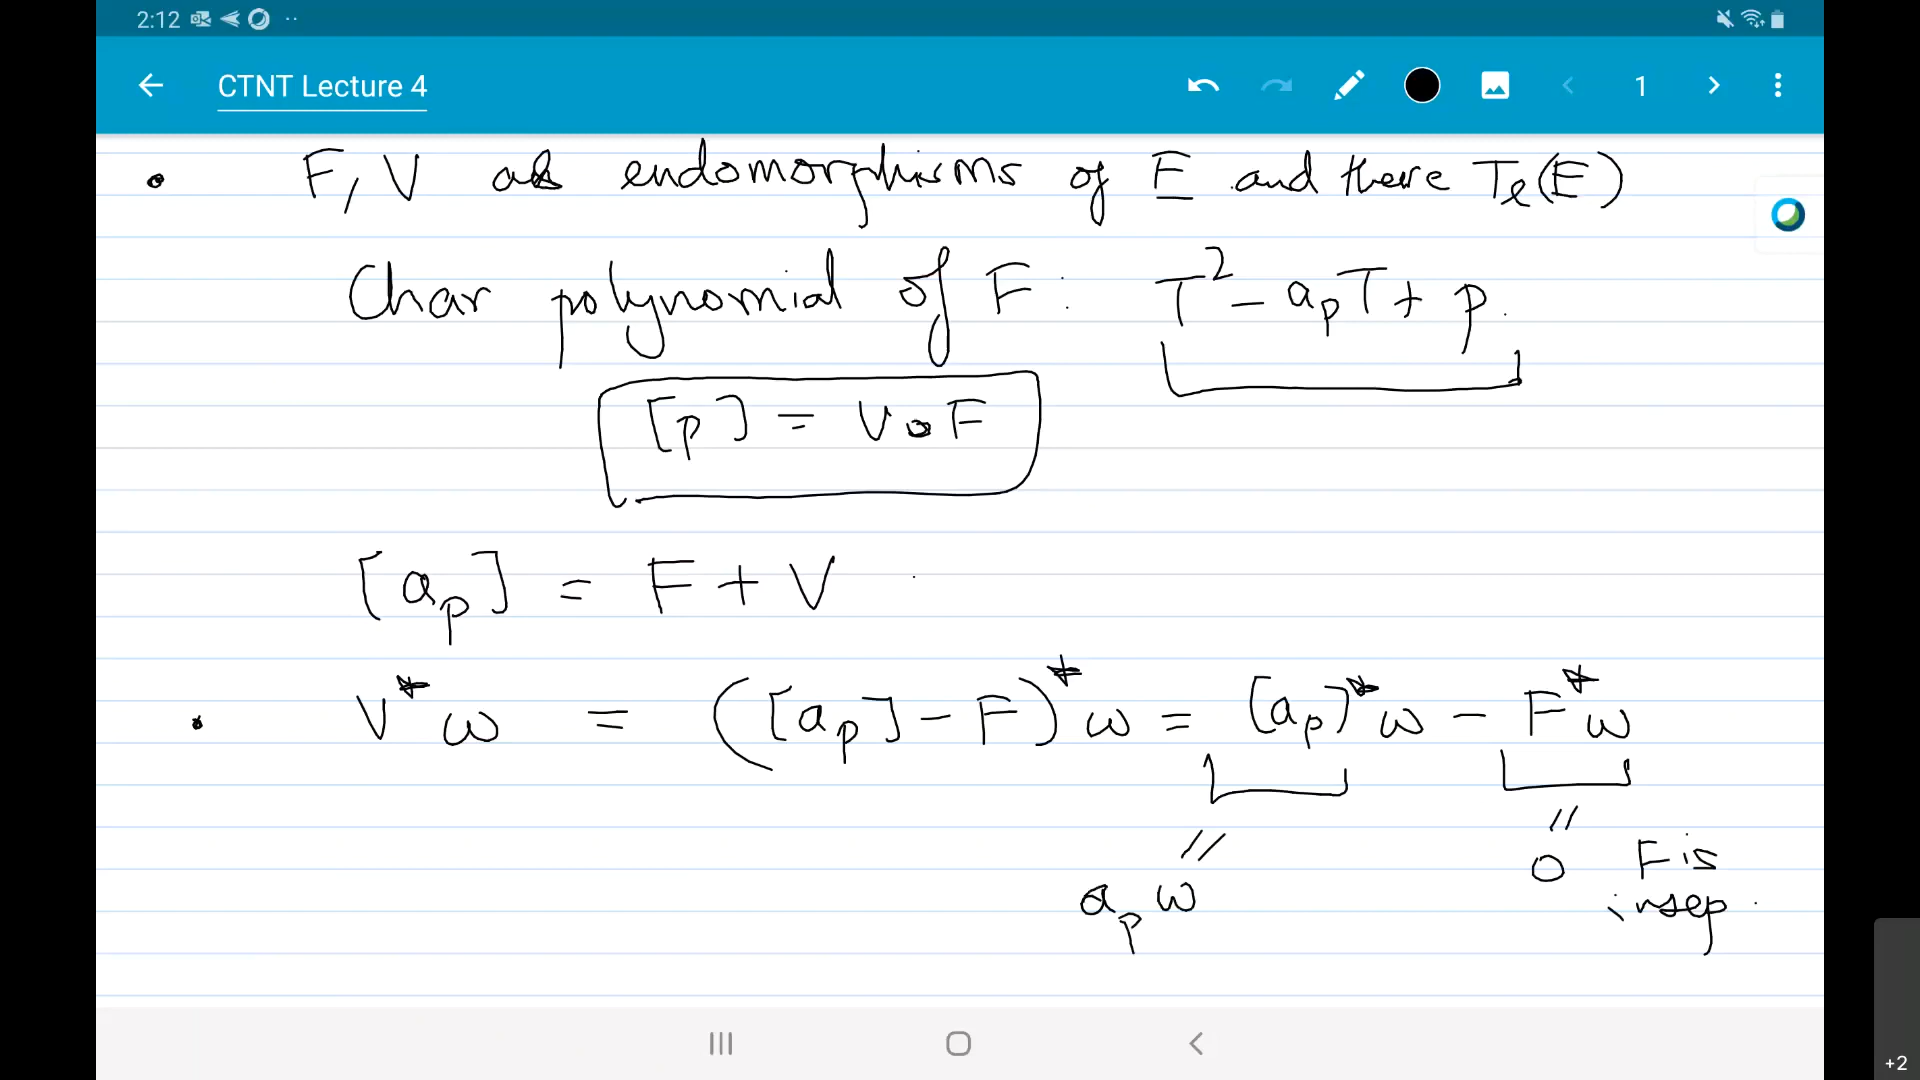 2:12
CTNT Lecture 4
1
• F, V as endomorphisms of E and there T_ℓ(E)
Char polynomial of F: T² - a_p T + p.
[p] = V ∘ F
[a_p] = F + V
• V*ω = ([a_p] - F)*ω = [a_p]*ω - F*ω
= =
a_p ω 0 F is
insep.
+2